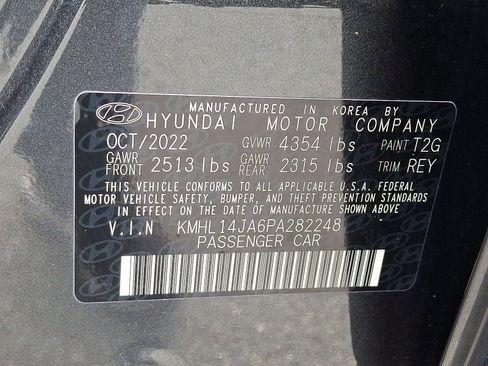 MANUFACTURED IN KOREA BY
HYUNDAI MOTOR COMPANY
OCT/2022 GVWR 4354 lbs PAINT T2G
GAWR FRONT 2513 lbs GAWR REAR 2315 lbs TRIM REY
THIS VEHICLE CONFORMS TO ALL APPLICABLE U.S.A. FEDERAL
MOTOR VEHICLE SAFETY, BUMPER, AND THEFT PREVENTION STANDARDS
IN EFFECT ON THE DATE OF MANUFACTURE SHOWN ABOVE.
V.I.N KMHL14JA6PA282248
PASSENGER CAR